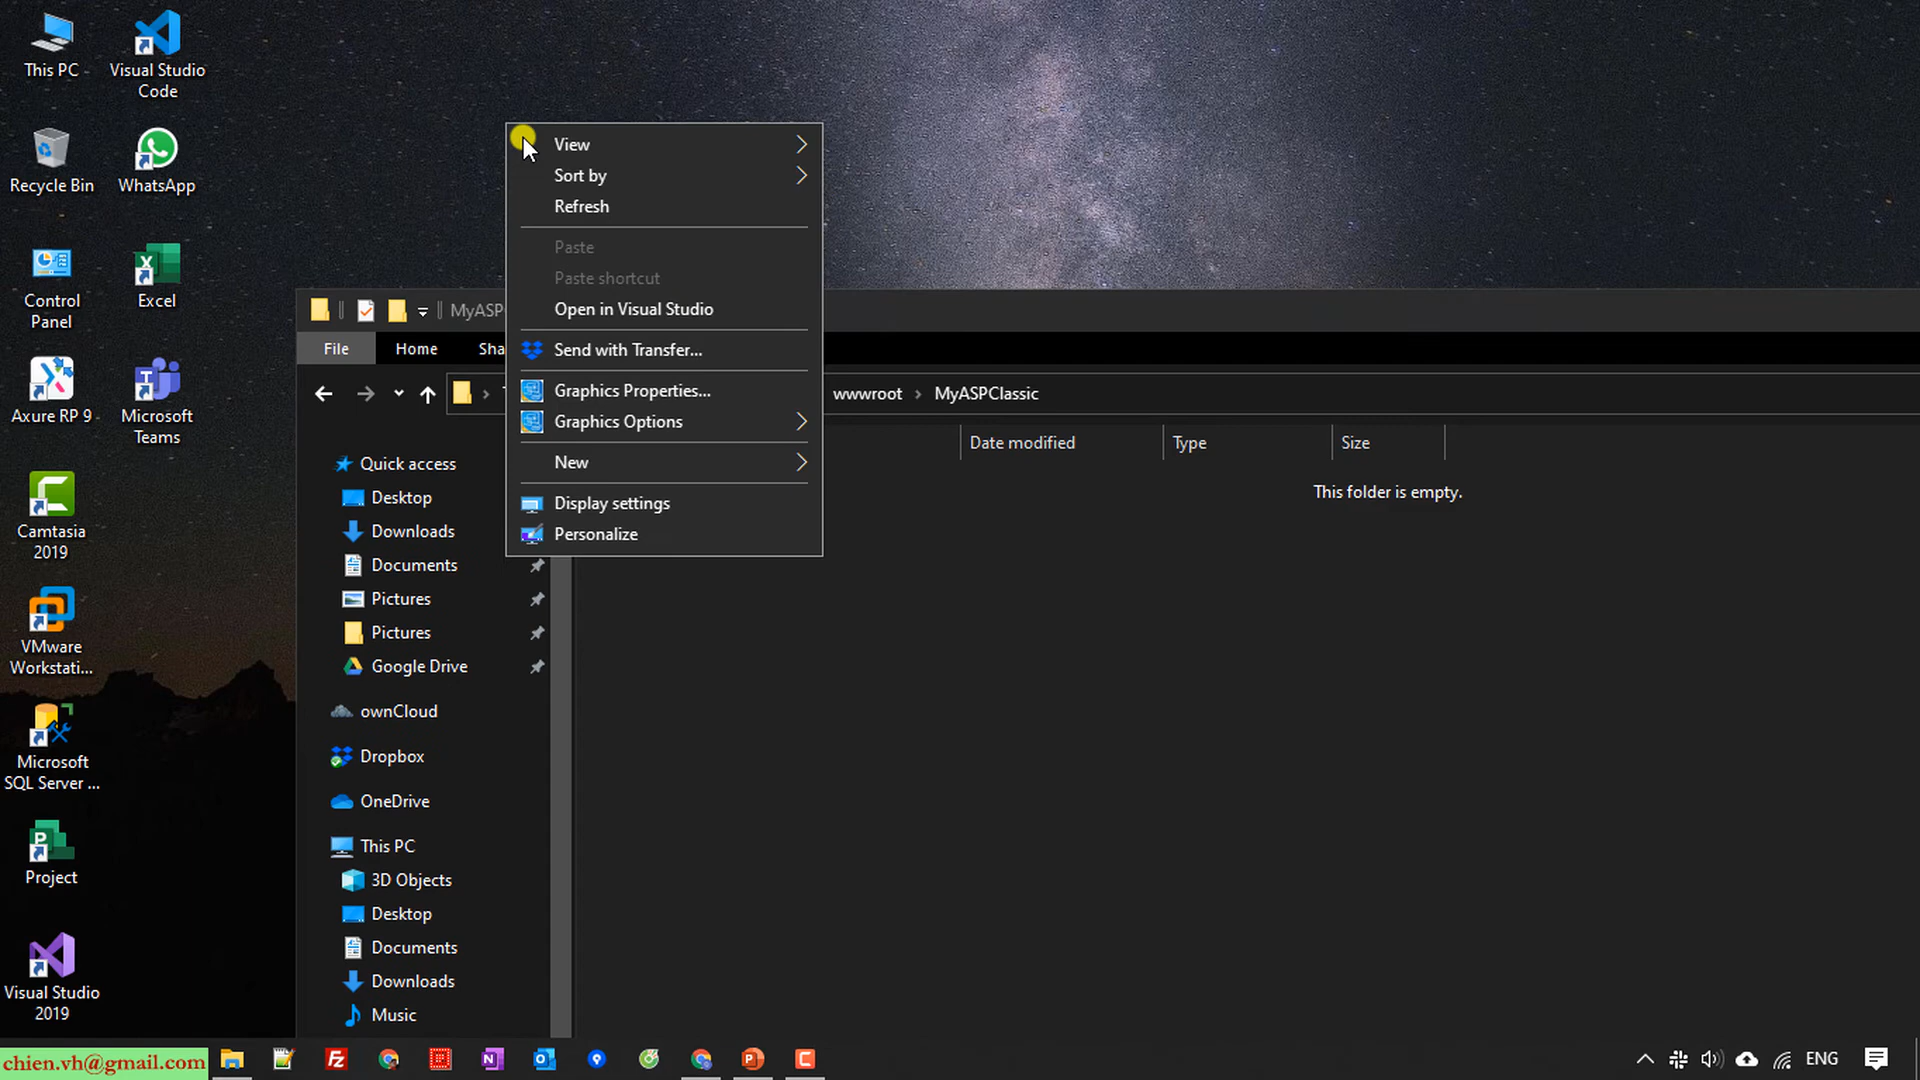 This PC
Visual Studio
Code
Recycle Bin
WhatsApp
Control
Panel
Excel
Axure RP 9
Microsoft
Teams
Camtasia
2019
VMware
Workstati...
Microsoft
SQL Server ...
Project
Visual Studio
2019
View
Sort by
Refresh
Paste
Paste shortcut
Open in Visual Studio
Send with Transfer...
Graphics Properties...
Graphics Options
New
Display settings
Personalize
File
Home
wwwroot
MyASPClassic
Date modified
Type
Size
This folder is empty.
Quick access
Desktop
Downloads
Documents
Pictures
Pictures
Google Drive
ownCloud
Dropbox
OneDrive
This PC
3D Objects
Desktop
Documents
Downloads
Music
chien.vh@gmail.com
ENG